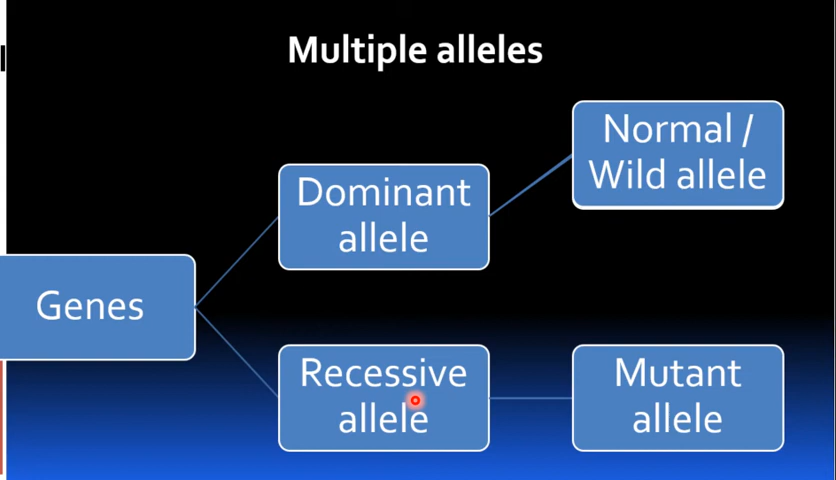 Multiple alleles
Normal /
Wild allele
Dominant
allele
Genes
Recessive
allele
Mutant
allele